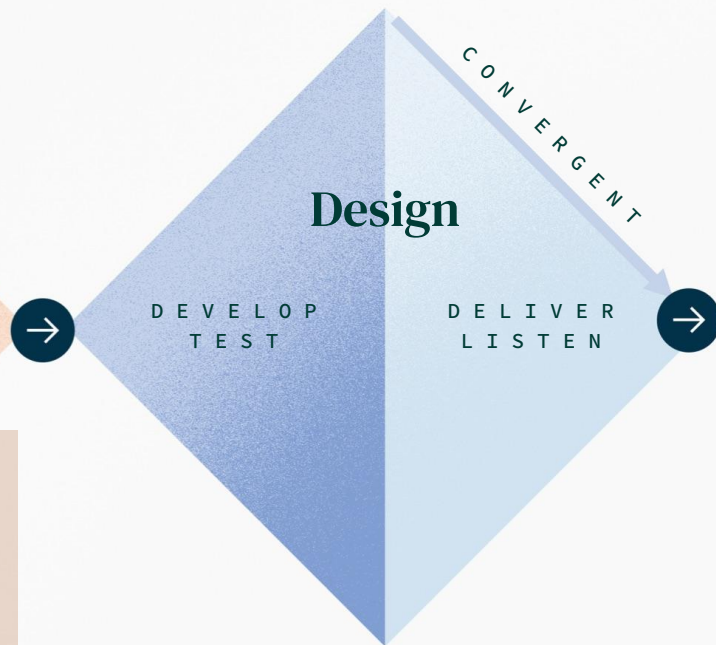 CONVERGENT
Design
DEVELOP
TEST
DELIVER
LISTEN